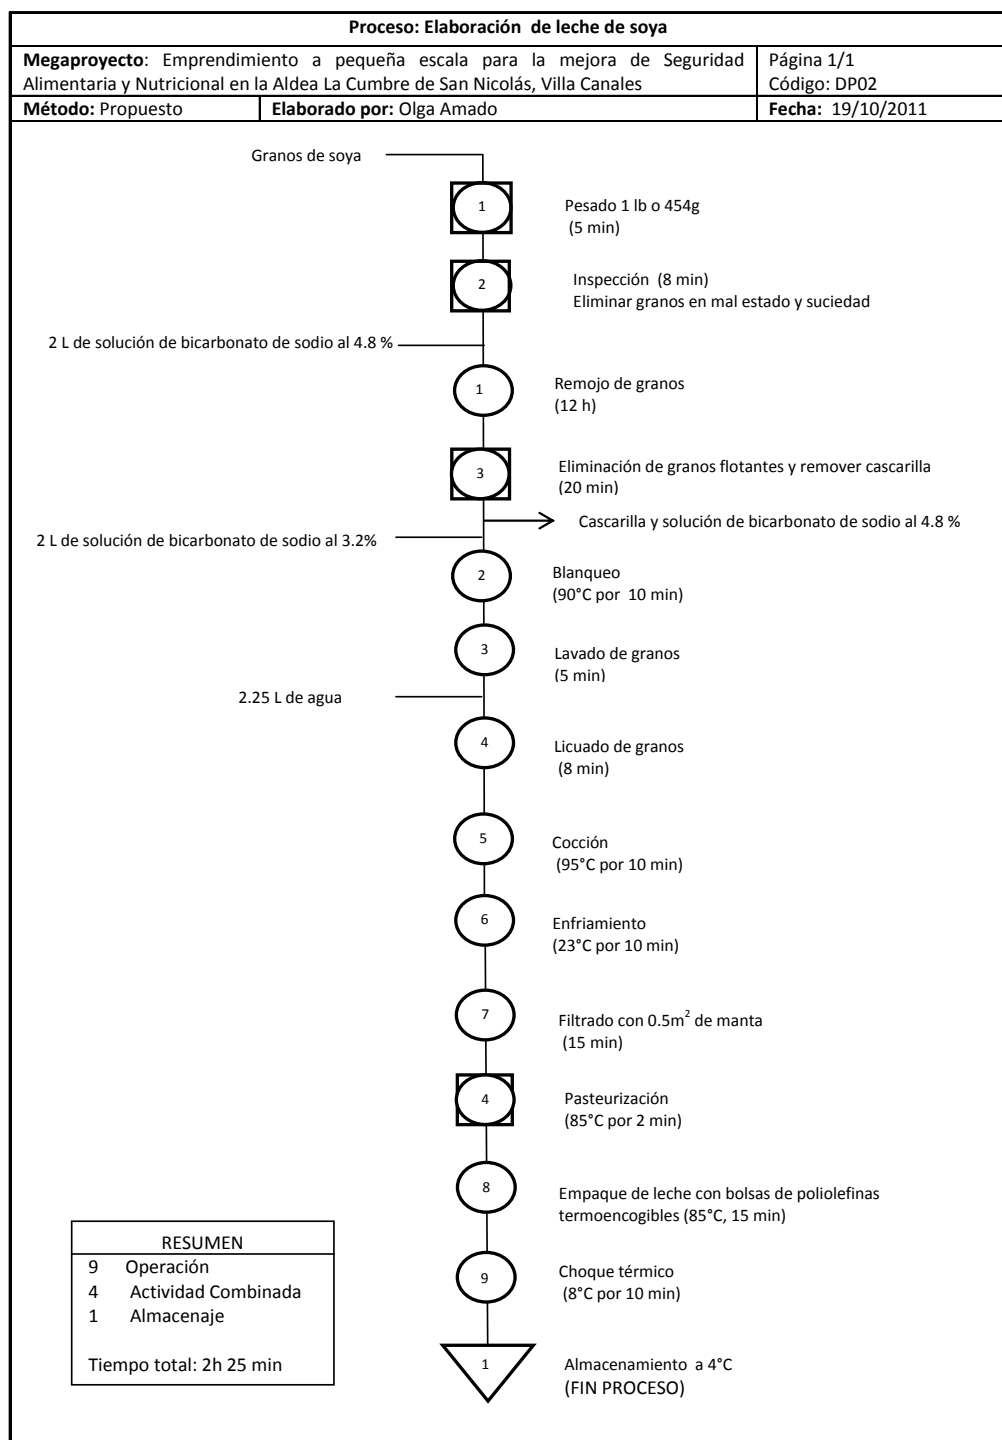 Proceso: Elaboración de leche de soya
Megaproyecto: Emprendimiento a pequeña escala para la mejora de Seguridad
Alimentaria y Nutricional en la Aldea La Cumbre de San Nicolás, Villa Canales
Página 1/1
Código: DP02
Método: Propuesto
Elaborado por: Olga Amado
Fecha: 19/10/2011
Granos de soya
1
Pesado 1 lb o 454g
(5 min)
2
Inspección (8 min)
Eliminar granos en mal estado y suciedad
2 L de solución de bicarbonato de sodio al 4.8 %
1
Remojo de granos
(12 h)
3
Eliminación de granos flotantes y remover cascarilla
(20 min)
Cascarilla y solución de bicarbonato de sodio al 4.8 %
2 L de solución de bicarbonato de sodio al 3.2%
2
Blanqueo
(90°C por 10 min)
3
Lavado de granos
(5 min)
2.25 L de agua
4
Licuado de granos
(8 min)
5
Cocción
(95°C por 10 min)
6
Enfriamiento
(23°C por 10 min)
7
Filtrado con 0.5m² de manta
(15 min)
4
Pasteurización
(85°C por 2 min)
8
Empaque de leche con bolsas de poliolefinas
termoencogibles (85°C, 15 min)
9
Choque térmico
(8°C por 10 min)
1
Almacenamiento a 4°C
(FIN PROCESO)
RESUMEN
9 Operación
4 Actividad Combinada
1 Almacenaje
Tiempo total: 2h 25 min